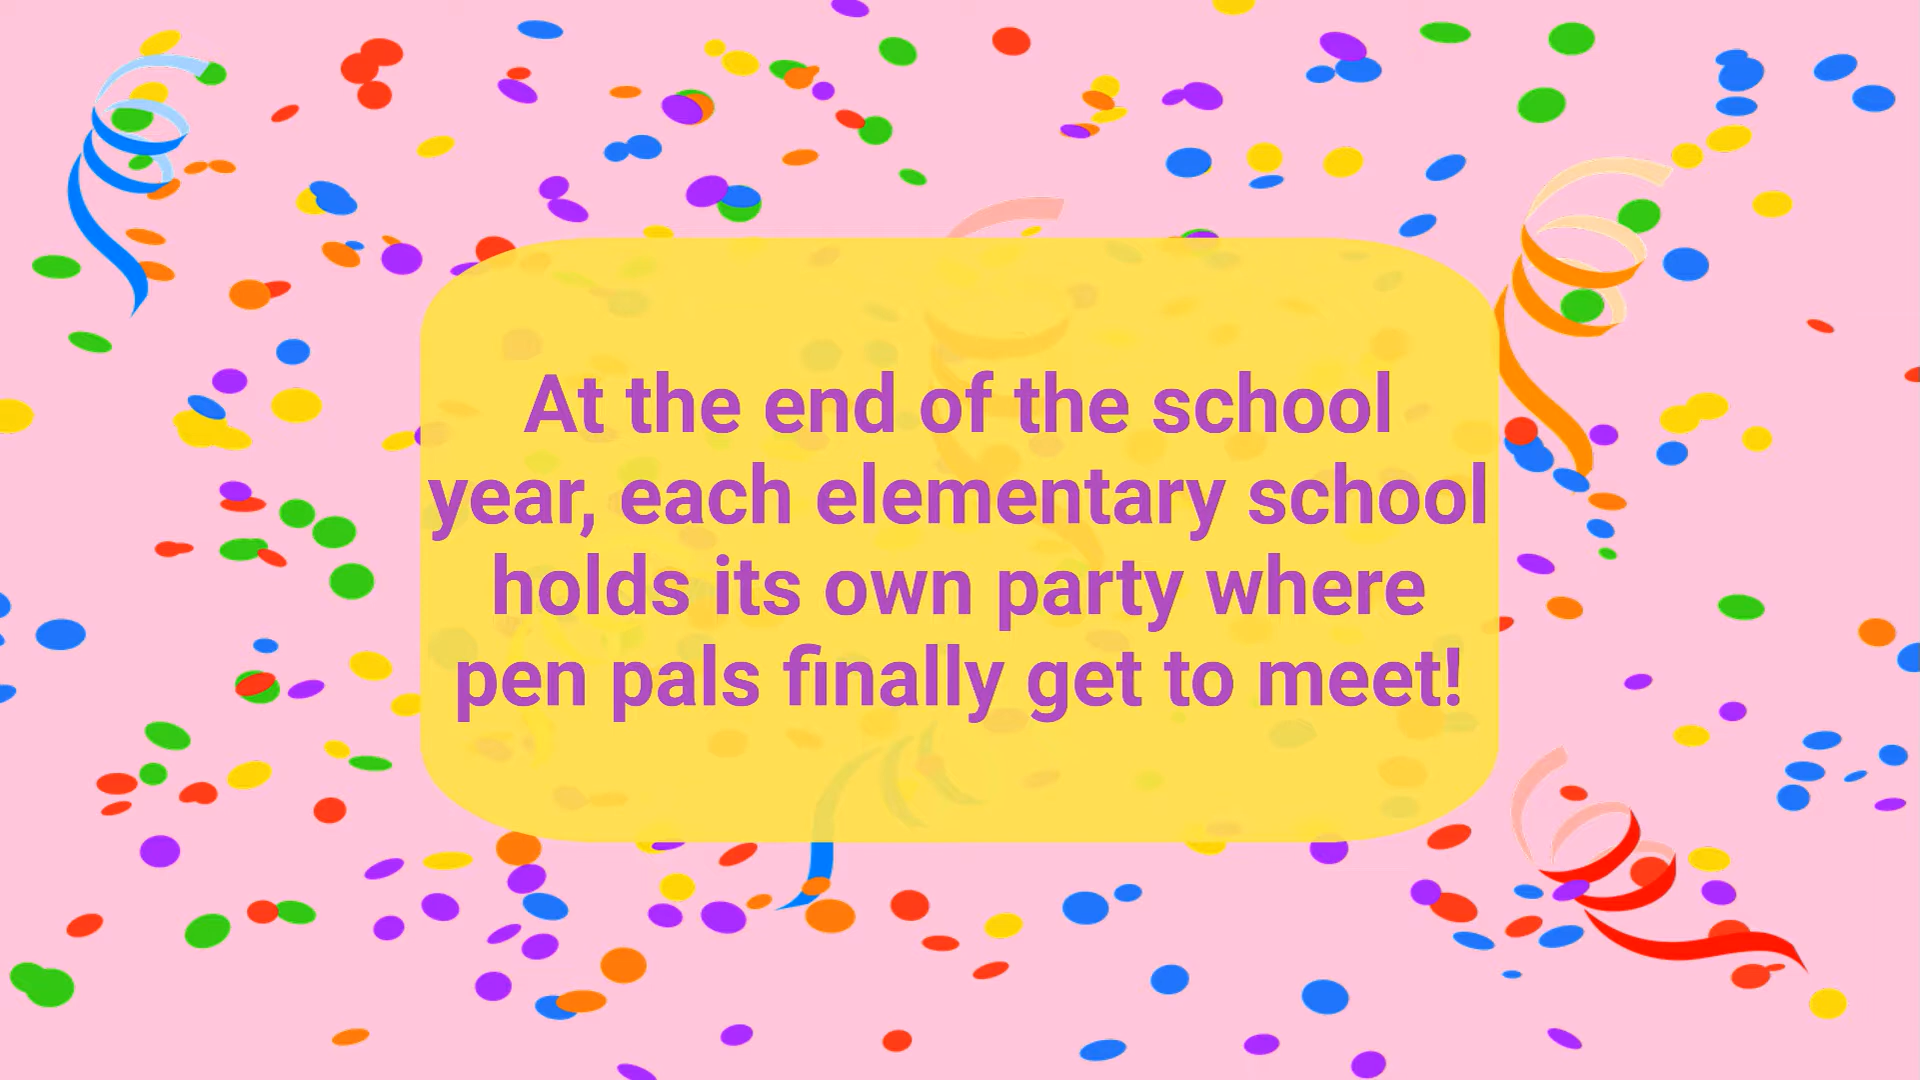 At the end of the school
year, each elementary school
holds its own party where
pen pals finally get to meet!